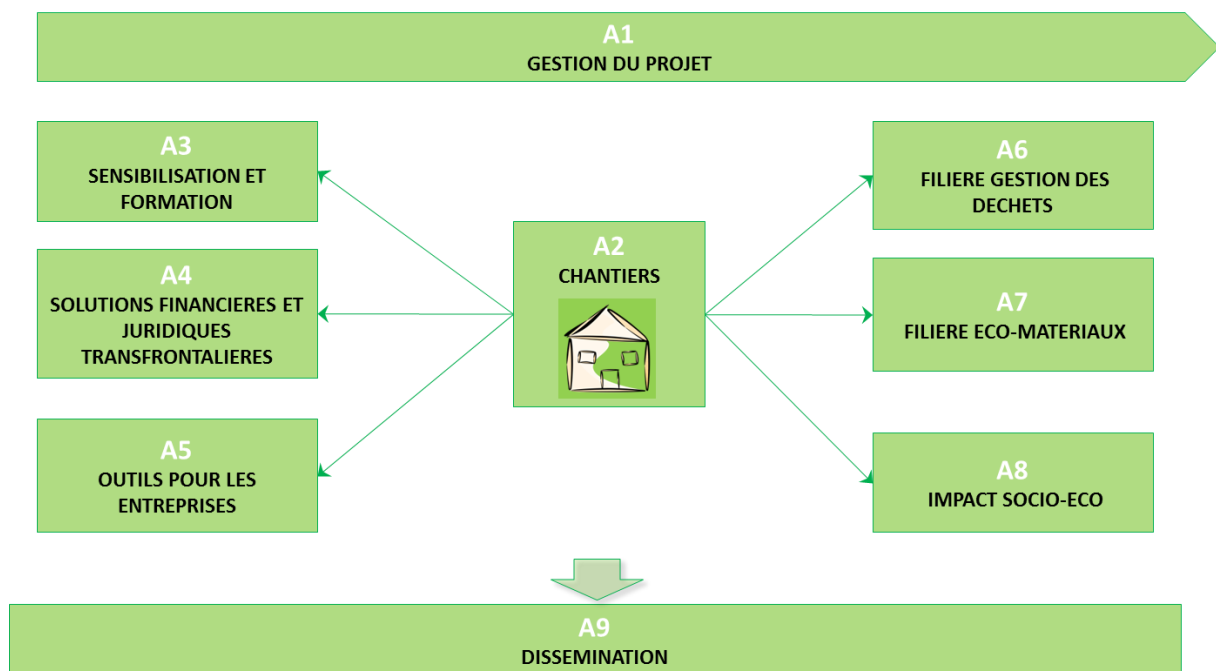 A1
GESTION DU PROJET
A3
SENSIBILISATION ET
FORMATION
A4
SOLUTIONS FINANCIERES ET
JURIDIQUES
TRANSFRONTALIERES
A5
OUTILS POUR LES
ENTREPRISES
A2
CHANTIERS
A6
FILIERE GESTION DES
DECHETS
A7
FILIERE ECO-MATERIAUX
A8
IMPACT SOCIO-ECO
A9
DISSEMINATION